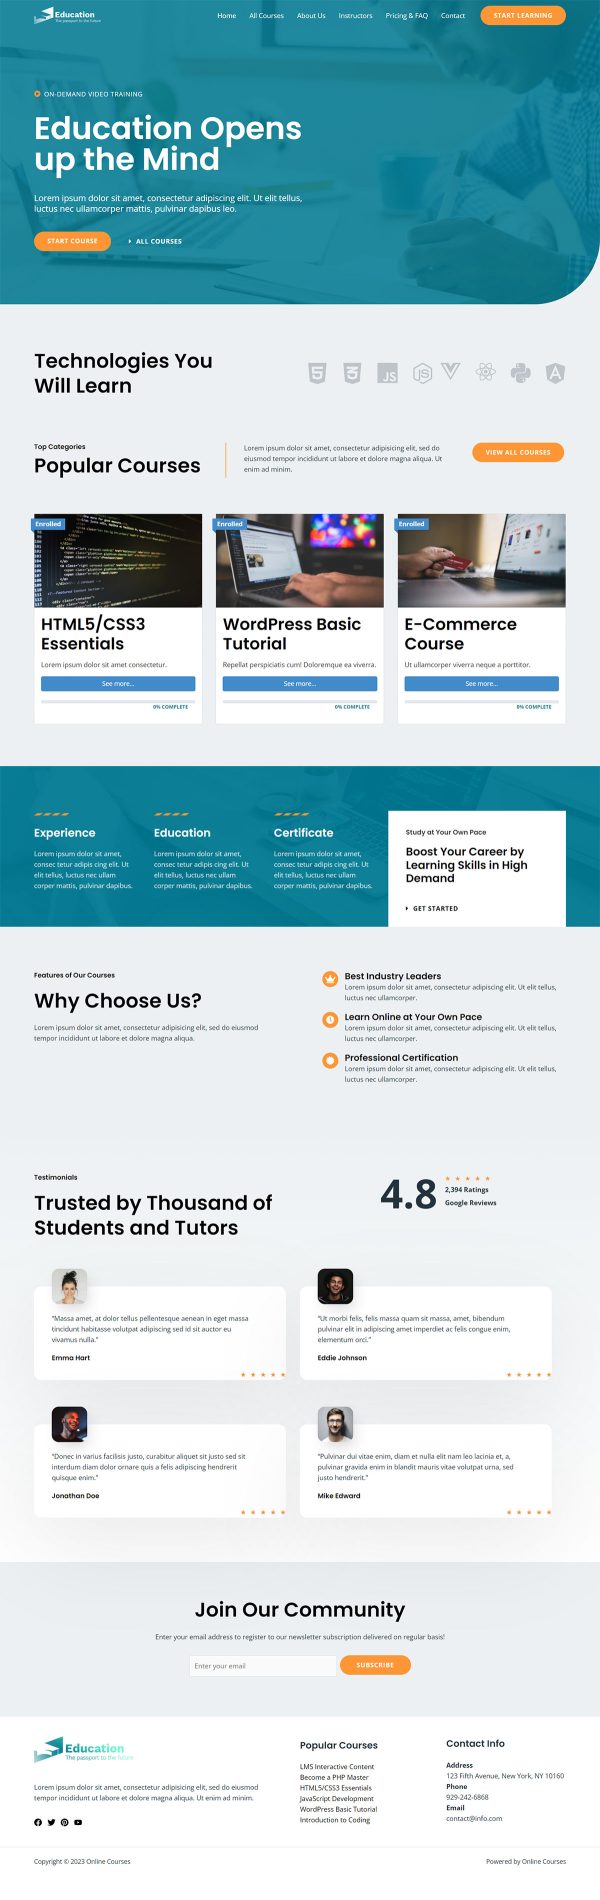 Education
The passport to the future
Home
All Courses
About Us
Instructors
Pricing & FAQ
Contact
START LEARNING
ON-DEMAND VIDEO TRAINING
Education Opens
up the Mind
Lorem ipsum dolor sit amet, consectetur adipiscing elit. Ut elit tellus,
luctus nec ullamcorper mattis, pulvinar dapibus leo.
START COURSE
ALL COURSES
Technologies You
Will Learn
5
3
JS
JS
A
Top Categories
Popular Courses
Lorem ipsum dolor sit amet, consectetur adipiscing elit, sed do
eiusmod tempor incididunt ut labore et dolore magna aliqua. Ut
enim ad minim.
VIEW ALL COURSES
Enrolled
HTML5/CSS3
Essentials
Lorem ipsum dolor sit amet consectetur.
See more...
0% COMPLETE
Enrolled
WordPress Basic
Tutorial
Repellat perspiciatis cum! Doloremque ea viverra.
See more...
0% COMPLETE
Enrolled
E-Commerce
Course
Ut ullamcorper viverra neque a porttitor.
See more...
0% COMPLETE
Experience
Lorem ipsum dolor sit amet,
consec tetur adipis cing elit. Ut
elit tellus, luctus nec ullam
corper mattis, pulvinar dapibus.
Education
Lorem ipsum dolor sit amet,
consec tetur adipis cing elit. Ut
elit tellus, luctus nec ullam
corper mattis, pulvinar dapibus.
Certificate
Lorem ipsum dolor sit amet,
consec tetur adipis cing elit. Ut
elit tellus, luctus nec ullam
corper mattis, pulvinar dapibus.
Study at Your Own Pace
Boost Your Career by
Learning Skills in High
Demand
GET STARTED
Features of Our Courses
Why Choose Us?
Lorem ipsum dolor sit amet, consectetur adipiscing elit, sed do eiusmod
tempor incididunt ut labore et dolore magna aliqua.
Best Industry Leaders
Lorem ipsum dolor sit amet, consectetur adipiscing elit. Ut elit tellus,
luctus nec ullamcorper.
Learn Online at Your Own Pace
Lorem ipsum dolor sit amet, consectetur adipiscing elit. Ut elit tellus,
luctus nec ullamcorper.
Professional Certification
Lorem ipsum dolor sit amet, consectetur adipiscing elit. Ut elit tellus,
luctus nec ullamcorper.
Testimonials
Trusted by Thousand of
Students and Tutors
4.8
2,394 Ratings
Google Reviews
"Massa amet, at dolor tellus pellentesque aenean in eget massa
tincidunt habitasse volutpat adipiscing sed id sit auctor eu
vivamus nulla."
Emma Hart
"Ut morbi felis, felis massa quam sit massa, amet, bibendum
pulvinar elit in adipiscing amet imperdiet ac felis congue enim,
elementum orci."
Eddie Johnson
"Donec in varius facilisis justo, curabitur aliquet sit justo sed sit
interdum diam dolor ornare quis a felis adipiscing hendrerit
quisque enim."
Jonathan Doe
"Pulvinar dui vitae enim, diam et nulla elit nam leo lacinia et, a,
pulvinar gravida enim in blandit mauris vitae volutpat urna, sed
justo hendrerit."
Mike Edward
Join Our Community
Enter your email address to register to our newsletter subscription delivered on regular basis!
Enter your email
SUBSCRIBE
Education
The passport to the future
Lorem ipsum dolor sit amet, consectetur adipiscing elit, sed do eiusmod
tempor incididunt ut labore et dolore magna aliqua. Ut enim ad minim.
Popular Courses
LMS Interactive Content
Become a PHP Master
HTML5/CSS3 Essentials
JavaScript Development
WordPress Basic Tutorial
Introduction to Coding
Contact Info
Address
123 Fifth Avenue, New York, NY 10160
Phone
929-242-6868
Email
contact@info.com
Copyright © 2023 Online Courses
Powered by Online Courses